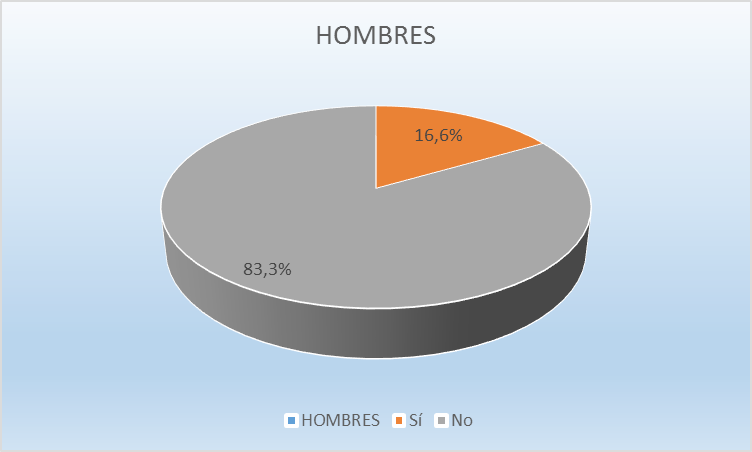 HOMBRES
16,6%
83,3%
HOMBRES Sí No